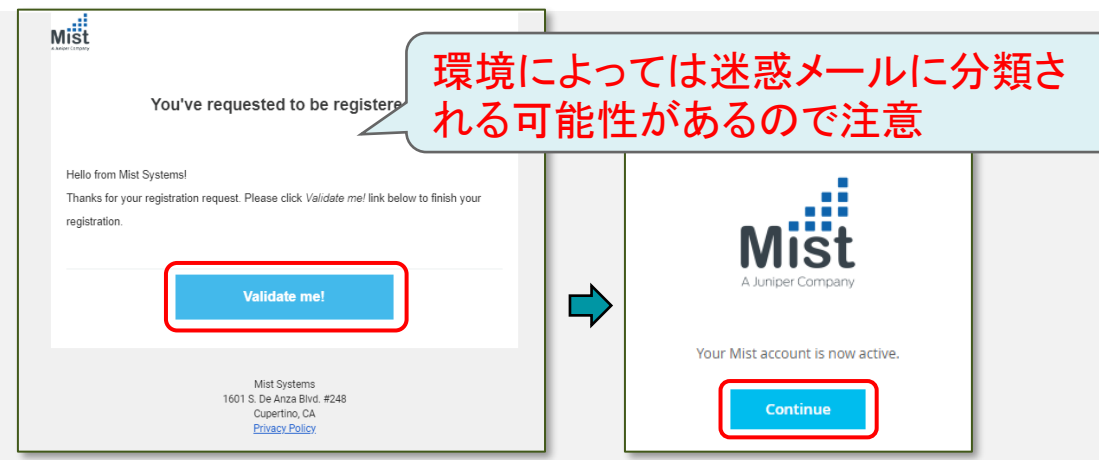 Mist
A Juniper Company
環境によっては迷惑メールに分類さ
れる可能性があるので注意
You've requested to be registere
Hello from Mist Systems!
Thanks for your registration request. Please click Validate me! link below to finish your
registration.
Validate me!
Mist Systems
1601 S. De Anza Blvd. #248
Cupertino, CA
Privacy Policy
Mist
A Juniper Company
Your Mist account is now active.
Continue